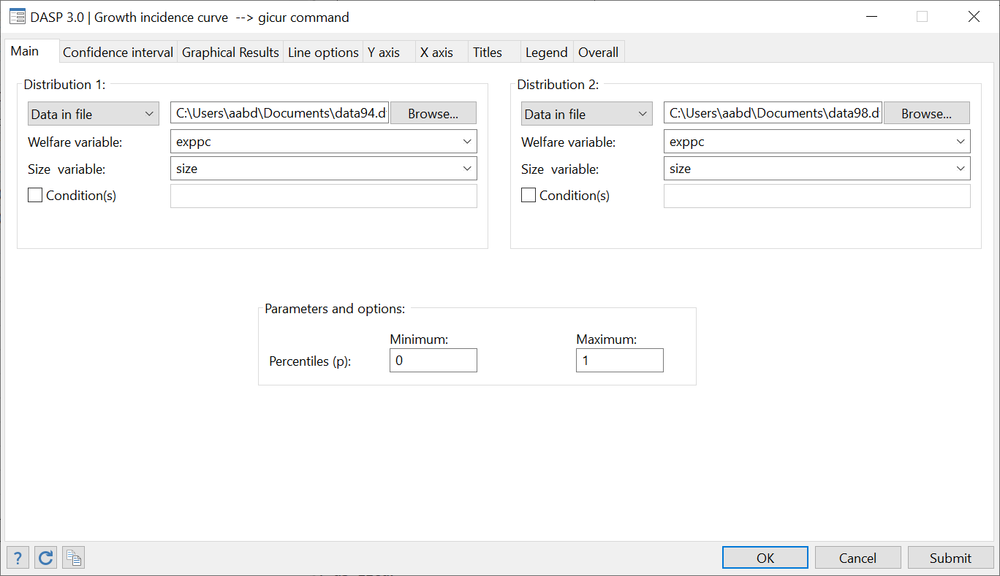 DASP 3.0 | Growth incidence curve --> gicur command
Main Confidence interval Graphical Results Line options Y axis X axis Titles Legend Overall
Distribution 1:
Data in file C:\Users\aabd\Documents\data94.d Browse...
Welfare variable: exppc
Size variable: size
Condition(s)
Distribution 2:
Data in file C:\Users\aabd\Documents\data98.d Browse...
Welfare variable: exppc
Size variable: size
Condition(s)
Parameters and options:
Minimum: Maximum:
Percentiles (p): 0 1
? OK Cancel Submit